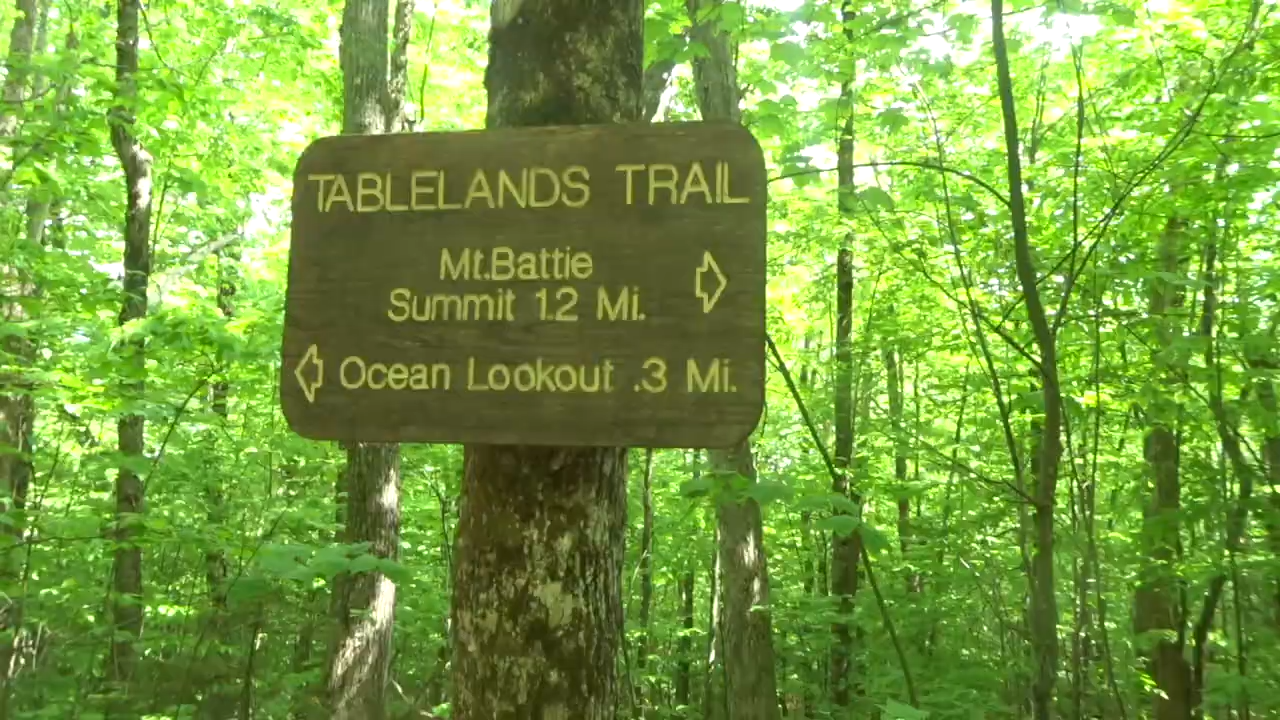 TABLELANDS TRAIL
Mt.Battie
Summit 1.2 Mi.
Ocean Lookout .3 Mi.